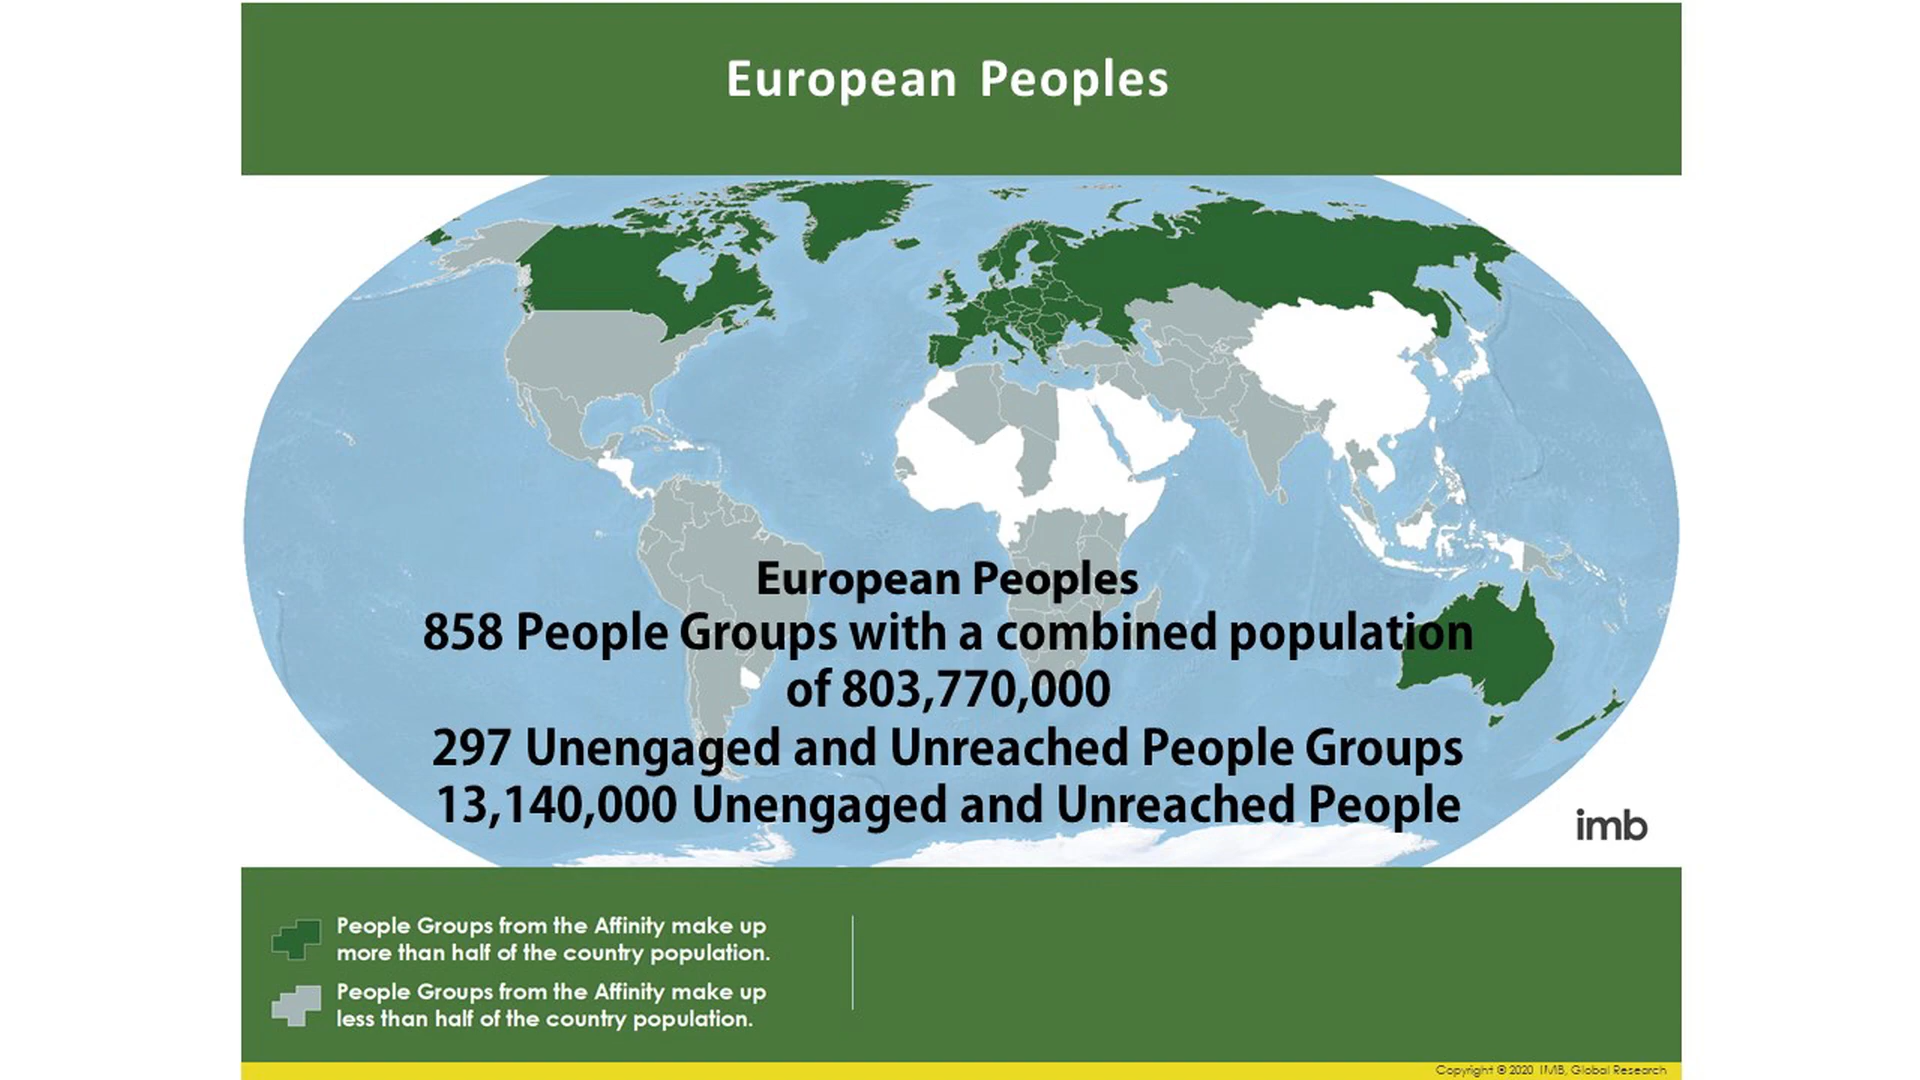 European Peoples
European Peoples
858 People Groups with a combined population
of 803,770,000
297 Unengaged and Unreached People Groups
13,140,000 Unengaged and Unreached People
imb
People Groups from the Affinity make up
more than half of the country population.
People Groups from the Affinity make up
less than half of the country population.
Copyright © 2020 IMB, Global Research